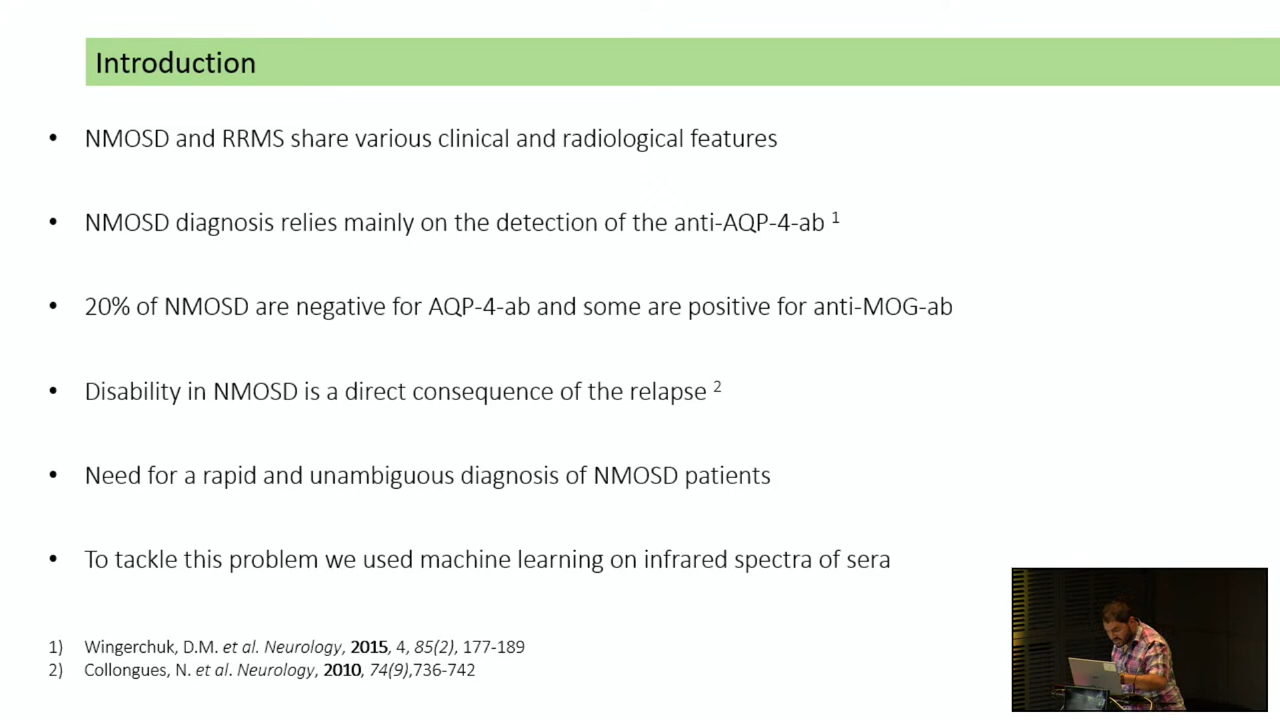 Introduction
• NMOSD and RRMS share various clinical and radiological features
• NMOSD diagnosis relies mainly on the detection of the anti-AQP-4-ab 1
• 20% of NMOSD are negative for AQP-4-ab and some are positive for anti-MOG-ab
• Disability in NMOSD is a direct consequence of the relapse 2
• Need for a rapid and unambiguous diagnosis of NMOSD patients
• To tackle this problem we used machine learning on infrared spectra of sera
1) Wingerchuk, D.M. et al. Neurology, 2015, 4, 85(2), 177-189
2) Collongues, N. et al. Neurology, 2010, 74(9),736-742